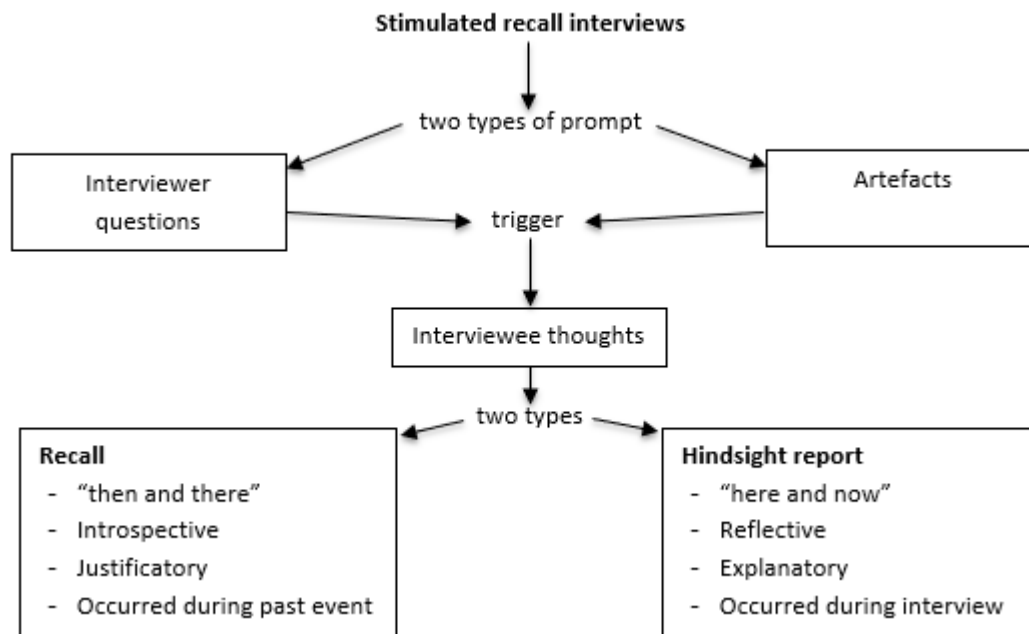 Stimulated recall interviews
two types of prompt
Interviewer
questions
Artefacts
trigger
Interviewee thoughts
two types
Recall
- “then and there”
- Introspective
- Justificatory
- Occurred during past event
Hindsight report
- “here and now”
- Reflective
- Explanatory
- Occurred during interview